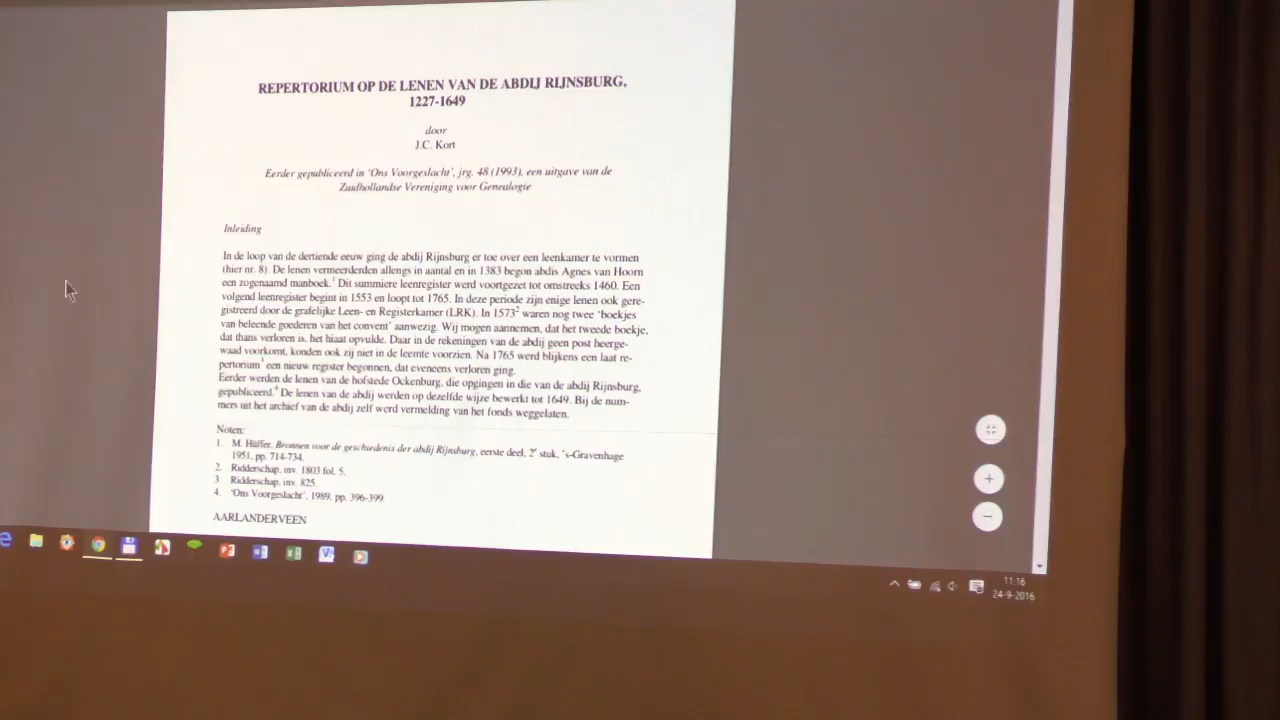 REPERTORIUM OP DE LENEN VAN DE ABDIJ RIJNSBURG,
1227-1649
door
J.C. Kort
Eerder gepubliceerd in 'Ons Voorgeslacht', jrg. 48 (1993), een uitgave van de
Zuidhollandse Vereniging voor Genealogie
Inleiding
In de loop van de dertiende eeuw ging de abdij Rijnsburg er toe over een leenkamer te vormen
(hier nr. 8). De lenen vermeerderden allengs in aantal en in 1383 begon abdis Agnes van Hoorn
een zogenaamd manboek.¹ Dit summiere leenregister werd voortgezet tot omstreeks 1460. Een
volgend leenregister begint in 1553 en loopt tot 1765. In deze periode zijn enige lenen ook gere-
gistreerd door de grafelijke Leen- en Registerkamer (LRK). In 1573² waren nog twee 'boekjes
van beleende goederen van het convent' aanwezig. Wij mogen aannemen, dat het tweede boekje,
dat thans verloren is, het hiaat opvulde. Daar in de rekeningen van de abdij geen post heerge-
waad voorkomt, konden ook zij niet in de leemte voorzien. Na 1765 werd blijkens een laat re-
pertorium³ een nieuw register begonnen, dat eveneens verloren ging.
Eerder werden de lenen van de hofstede Ockenburg, die opgingen in die van de abdij Rijnsburg,
gepubliceerd.⁴ De lenen van de abdij werden op dezelfde wijze bewerkt tot 1649. Bij de num-
mers uit het archief van de abdij zelf werd vermelding van het fonds weggelaten.
Noten:
1. M. Hüffer, Bronnen voor de geschiedenis der abdij Rijnsburg, eerste deel, 2e stuk, 's-Gravenhage
1951, pp. 714-734.
2. Ridderschap, inv. 1803 fol. 5.
3 Ridderschap, inv. 825.
4. 'Ons Voorgeslacht', 1989, pp. 396-399.
AARLANDERVEEN
11:16
24-9-2016